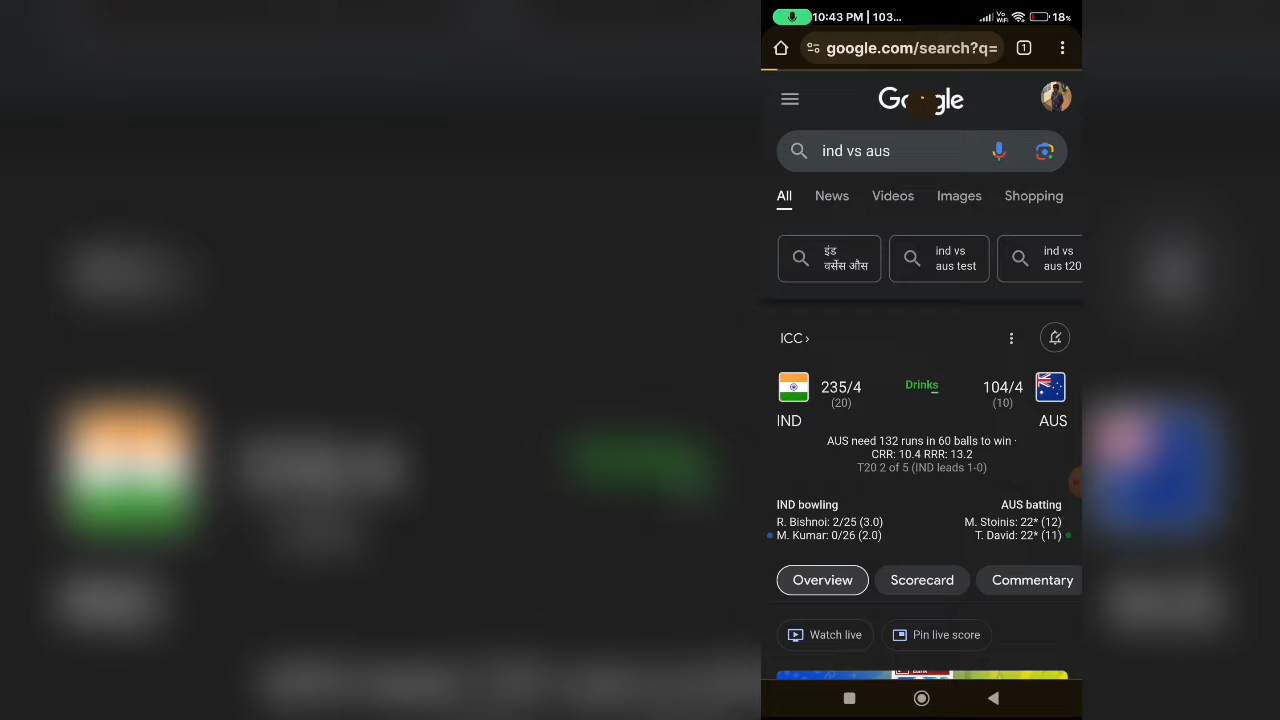 10:43 PM | 103...
Vo
WiFi
18%
google.com/search?q=
1
Google
ind vs aus
All
News
Videos
Images
Shopping
इंड
वर्सेस औस
ind vs
aus test
ind vs
aus t20
ICC ›
235/4
(20)
Drinks
104/4
(10)
IND
AUS
AUS need 132 runs in 60 balls to win ·
CRR: 10.4 RRR: 13.2
T20 2 of 5 (IND leads 1-0)
IND bowling
AUS batting
R. Bishnoi: 2/25 (3.0)
M. Stoinis: 22* (12)
M. Kumar: 0/26 (2.0)
T. David: 22* (11)
Overview
Scorecard
Commentary
Watch live
Pin live score